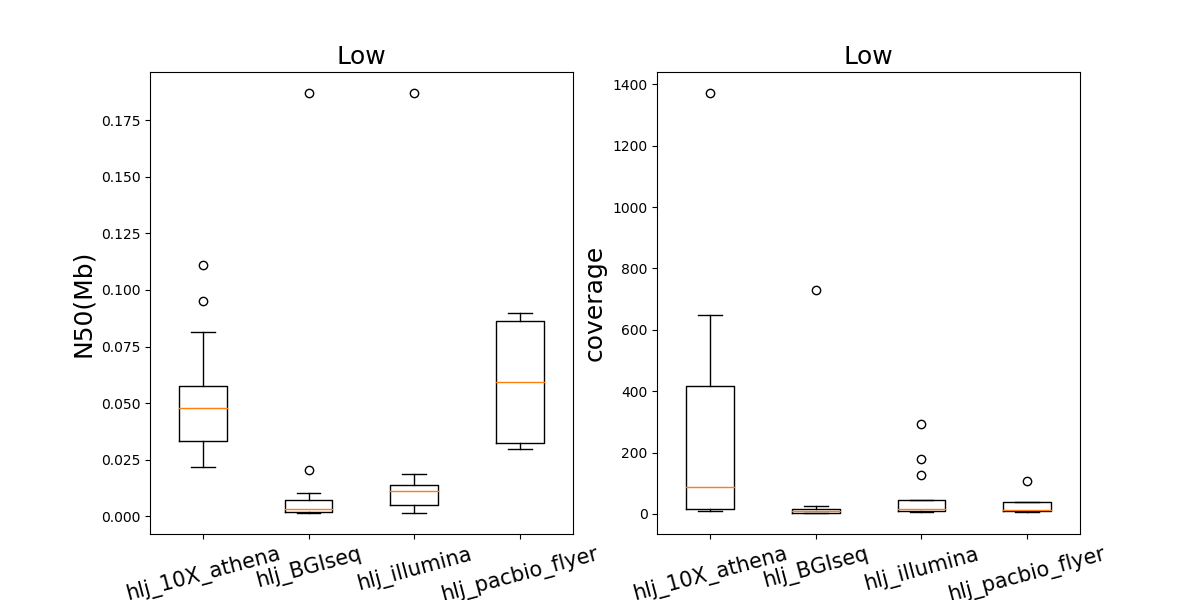 Low
N50(Mb)
0.175
0.150
0.125
0.100
0.075
0.050
0.025
0.000
hlj_10X_athena
hlj_BGIseq
hlj_illumina
hlj_pacbio_flyer
Low
coverage
1400
1200
1000
800
600
400
200
0
hlj_10X_athena
hlj_BGIseq
hlj_illumina
hlj_pacbio_flyer